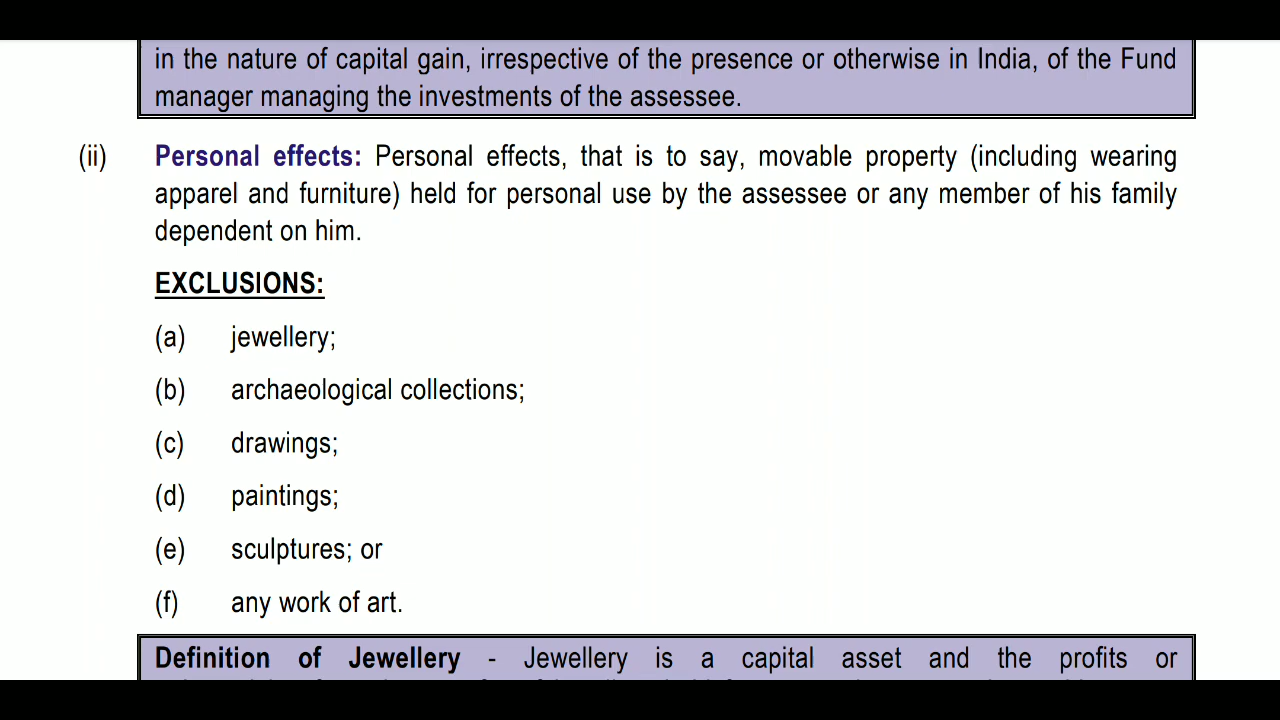 in the nature of capital gain, irrespective of the presence or otherwise in India, of the Fund
manager managing the investments of the assessee.
(ii) Personal effects: Personal effects, that is to say, movable property (including wearing
apparel and furniture) held for personal use by the assessee or any member of his family
dependent on him.
EXCLUSIONS:
(a) jewellery;
(b) archaeological collections;
(c) drawings;
(d) paintings;
(e) sculptures; or
(f) any work of art.
Definition of Jewellery - Jewellery is a capital asset and the profits or